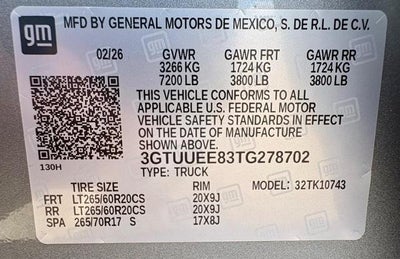 gm
MFD BY GENERAL MOTORS DE MEXICO, S. DE R.L. DE C.V.
02/26 GVWR GAWR FRT GAWR RR
3266 KG 1724 KG 1724 KG
7200 LB 3800 LB 3800 LB
THIS VEHICLE CONFORMS TO ALL
APPLICABLE U.S. FEDERAL MOTOR
VEHICLE SAFETY STANDARDS IN EFFECT
ON THE DATE OF MANUFACTURE
SHOWN ABOVE.
3GTUUEE83TG278702
130H TYPE: TRUCK
TIRE SIZE RIM MODEL: 32TK10743
FRT LT265/60R20CS 20X9J
RR LT265/60R20CS 20X9J
SPA 265/70R17 S 17X8J